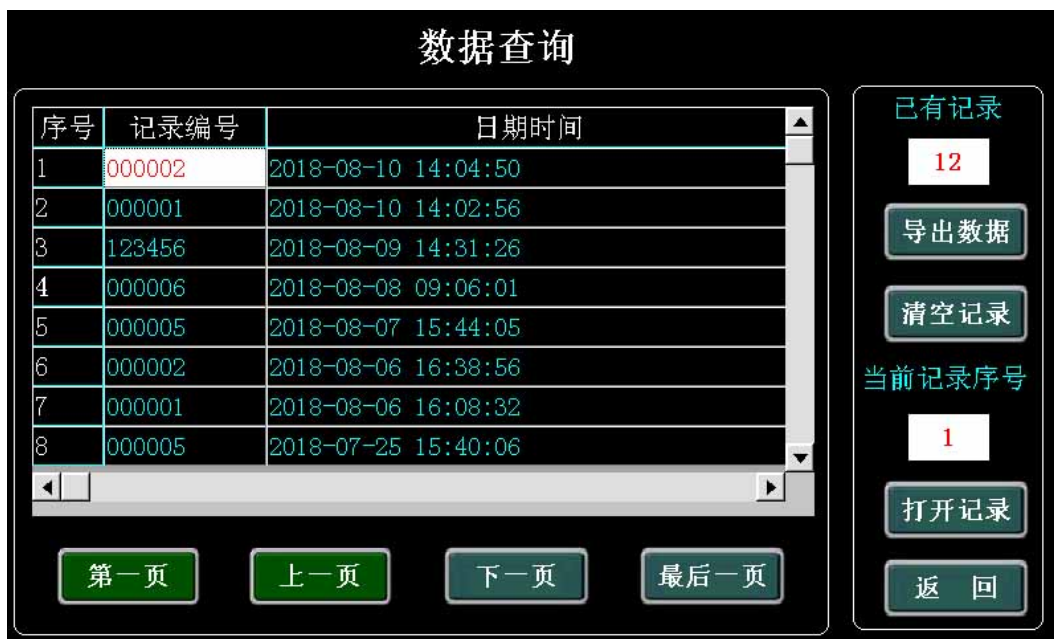 数据查询
序号 记录编号 日期时间
1 000002 2018-08-10 14:04:50
2 000001 2018-08-10 14:02:56
3 123456 2018-08-09 14:31:26
4 000006 2018-08-08 09:06:01
5 000005 2018-08-07 15:44:05
6 000002 2018-08-06 16:38:56
7 000001 2018-08-06 16:08:32
8 000005 2018-07-25 15:40:06
第一页 上一页 下一页 最后一页
已有记录
12
导出数据
清空记录
当前记录序号
1
打开记录
返 回